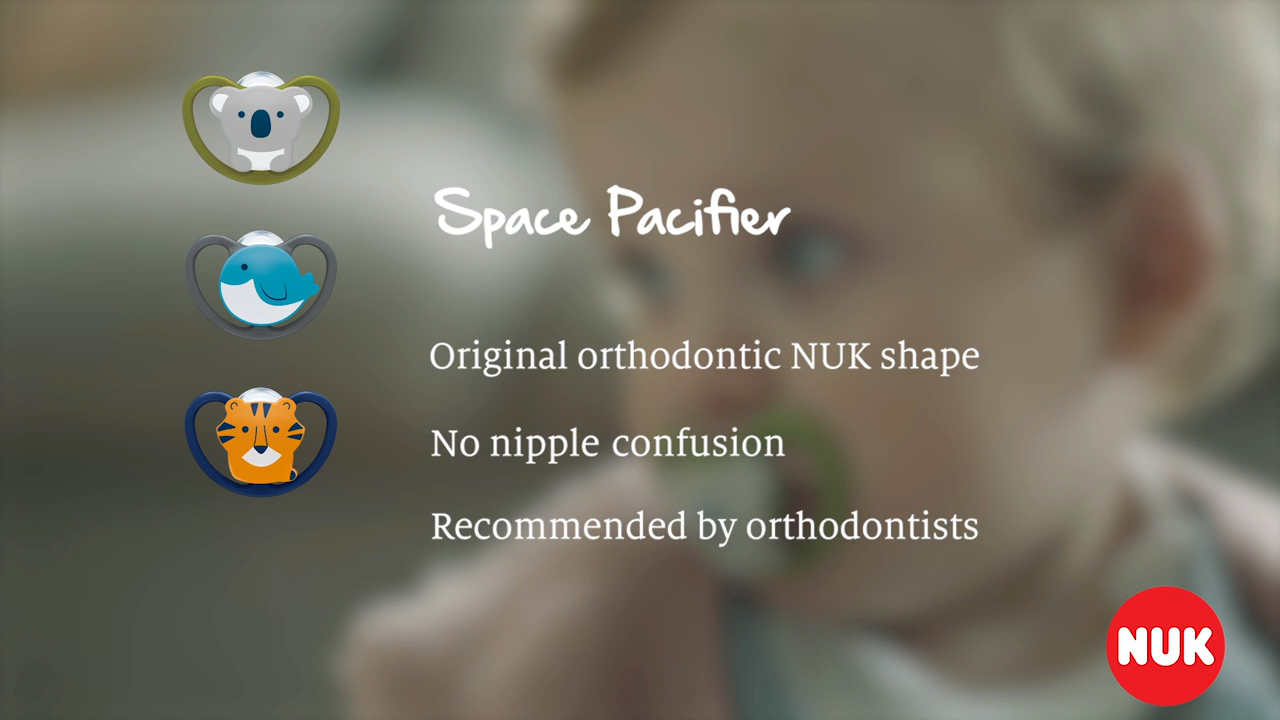 Space Pacifier
Original orthodontic NUK shape
No nipple confusion
Recommended by orthodontists
NUK